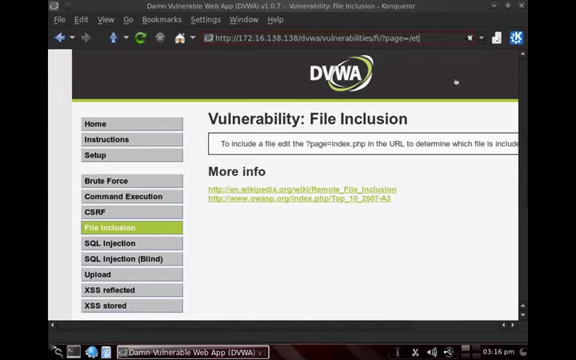 Damn Vulnerable Web App (DVWA) v1.0.7 :: Vulnerability: File Inclusion - Konqueror
File Edit View Go Bookmarks Settings Window Help
http://172.16.138.138/dvwa/vulnerabilities/fi/?page=/et
DVWA
Home
Instructions
Setup
Brute Force
Command Execution
CSRF
File Inclusion
SQL Injection
SQL Injection (Blind)
Upload
XSS reflected
XSS stored
Vulnerability: File Inclusion
To include a file edit the ?page=index.php in the URL to determine which file is include
More info
http://en.wikipedia.org/wiki/Remote_File_Inclusion
http://www.owasp.org/index.php/Top_10_2007-A3
Damn Vulnerable Web App (DVWA) v
03:16 pm